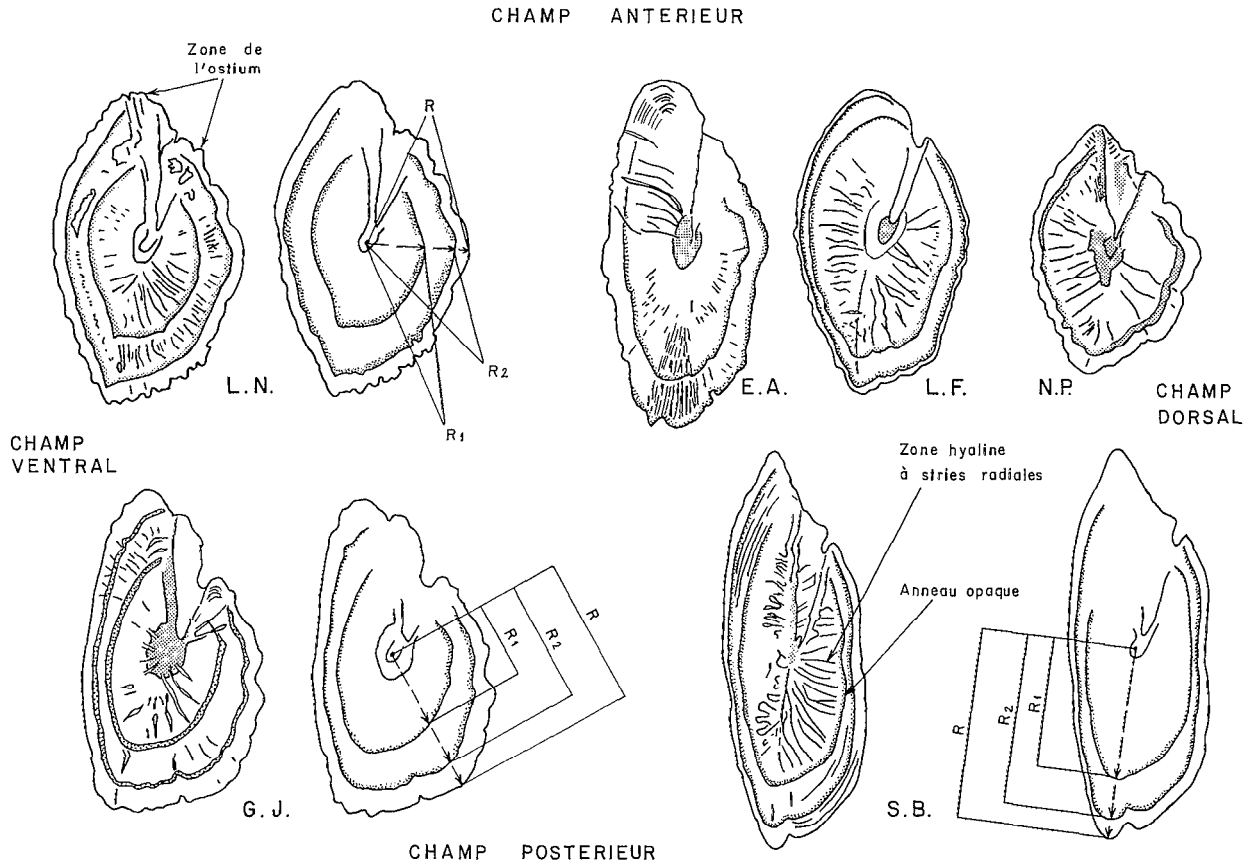 CHAMP ANTERIEUR
Zone de
l'ostium
R
R2
R1
L.N.
E.A.
L.F.
N.P.
CHAMP
DORSAL
CHAMP
VENTRAL
Zone hyaline
à stries radiales
Anneau opaque
R1
R2
R
R
R2
R1
G.J.
S.B.
CHAMP POSTERIEUR